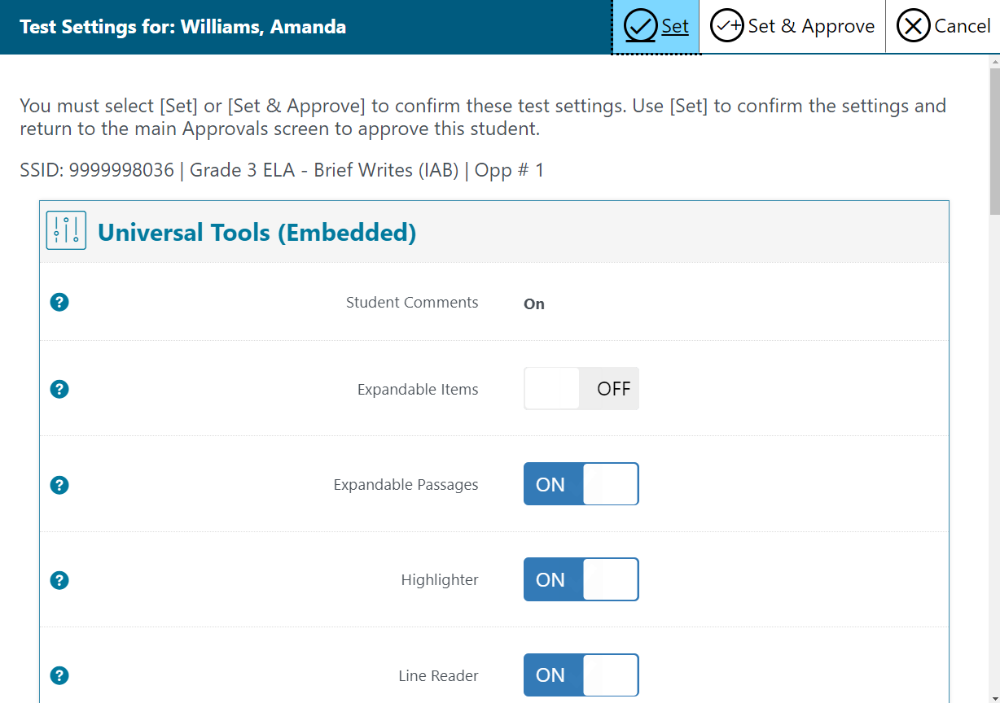 Test Settings for: Williams, Amanda
Set
Set & Approve
Cancel
You must select [Set] or [Set & Approve] to confirm these test settings. Use [Set] to confirm the settings and
return to the main Approvals screen to approve this student.
SSID: 9999998036 | Grade 3 ELA - Brief Writes (IAB) | Opp # 1
Universal Tools (Embedded)
? Student Comments On
? Expandable Items OFF
? Expandable Passages ON
? Highlighter ON
? Line Reader ON